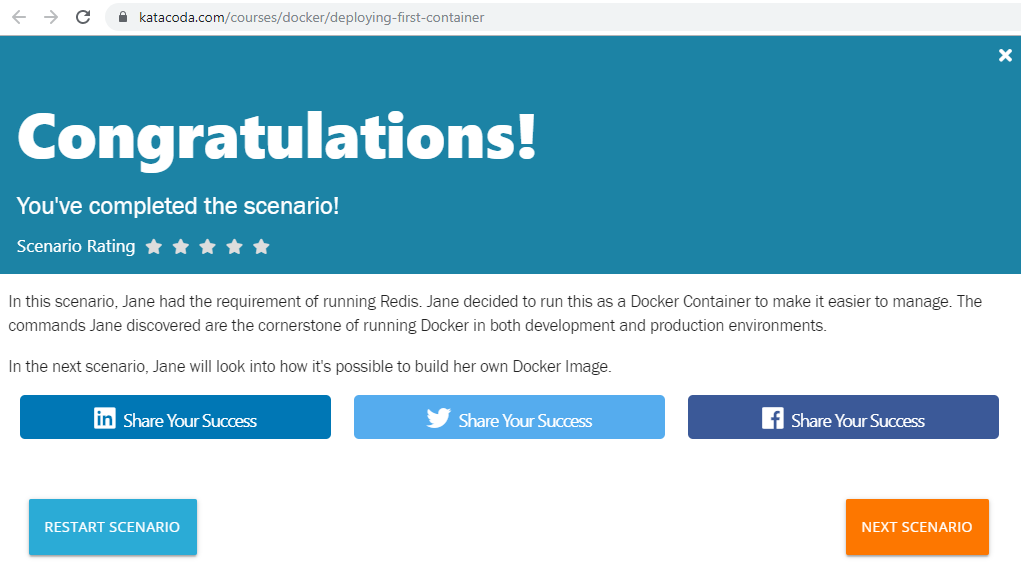 katacoda.com/courses/docker/deploying-first-container
Congratulations!
You've completed the scenario!
Scenario Rating
In this scenario, Jane had the requirement of running Redis. Jane decided to run this as a Docker Container to make it easier to manage. The
commands Jane discovered are the cornerstone of running Docker in both development and production environments.
In the next scenario, Jane will look into how it's possible to build her own Docker Image.
in Share Your Success
Share Your Success
f Share Your Success
RESTART SCENARIO
NEXT SCENARIO